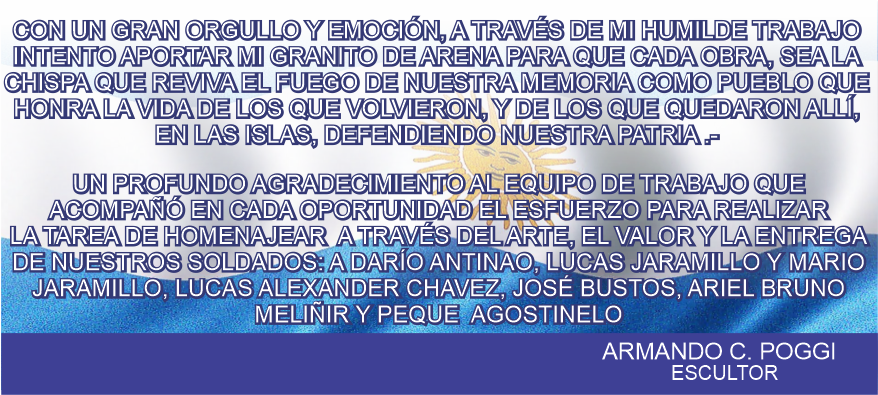 CON UN GRAN ORGULLO Y EMOCIÓN, A TRAVÉS DE MI HUMILDE TRABAJO
INTENTO APORTAR MI GRANITO DE ARENA PARA QUE CADA OBRA, SEA LA
CHISPA QUE REVIVA EL FUEGO DE NUESTRA MEMORIA COMO PUEBLO QUE
HONRA LA VIDA DE LOS QUE VOLVIERON, Y DE LOS QUE QUEDARON ALLÍ,
EN LAS ISLAS, DEFENDIENDO NUESTRA PATRIA .-
UN PROFUNDO AGRADECIMIENTO AL EQUIPO DE TRABAJO QUE
ACOMPAÑÓ EN CADA OPORTUNIDAD EL ESFUERZO PARA REALIZAR
LA TAREA DE HOMENAJEAR A TRAVÉS DEL ARTE, EL VALOR Y LA ENTREGA
DE NUESTROS SOLDADOS: A DARÍO ANTINAO, LUCAS JARAMILLO Y MARIO
JARAMILLO, LUCAS ALEXANDER CHAVEZ, JOSÉ BUSTOS, ARIEL BRUNO
MELIÑIR Y PEQUE AGOSTINELO
ARMANDO C. POGGI
ESCULTOR